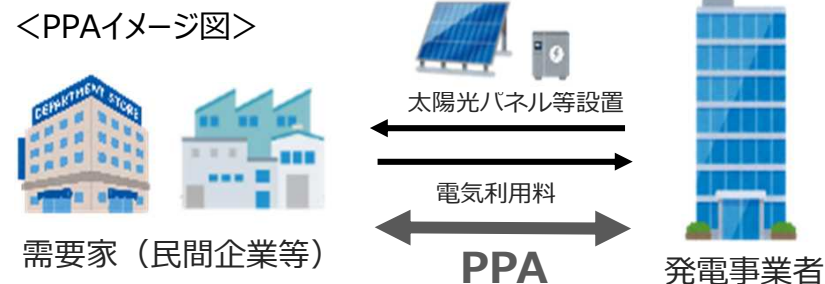 ＜PPAイメージ図＞
DEPARTMENT STORE
太陽光パネル等設置
電気利用料
需要家（民間企業等）
PPA
発電事業者